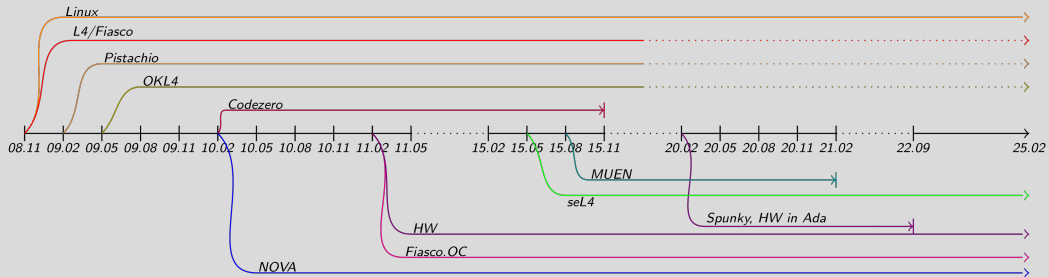 Linux
L4/Fiasco
Pistachio
OKL4
Codezero
08.11 09.02 09.05 09.08 09.11 10.02 10.05 10.08 10.11 11.02 11.05 15.02 15.05 15.08 15.11 20.02 20.05 20.08 20.11 21.02 22.09 25.02
MUEN
seL4
Spunky, HW in Ada
HW
Fiasco.OC
NOVA